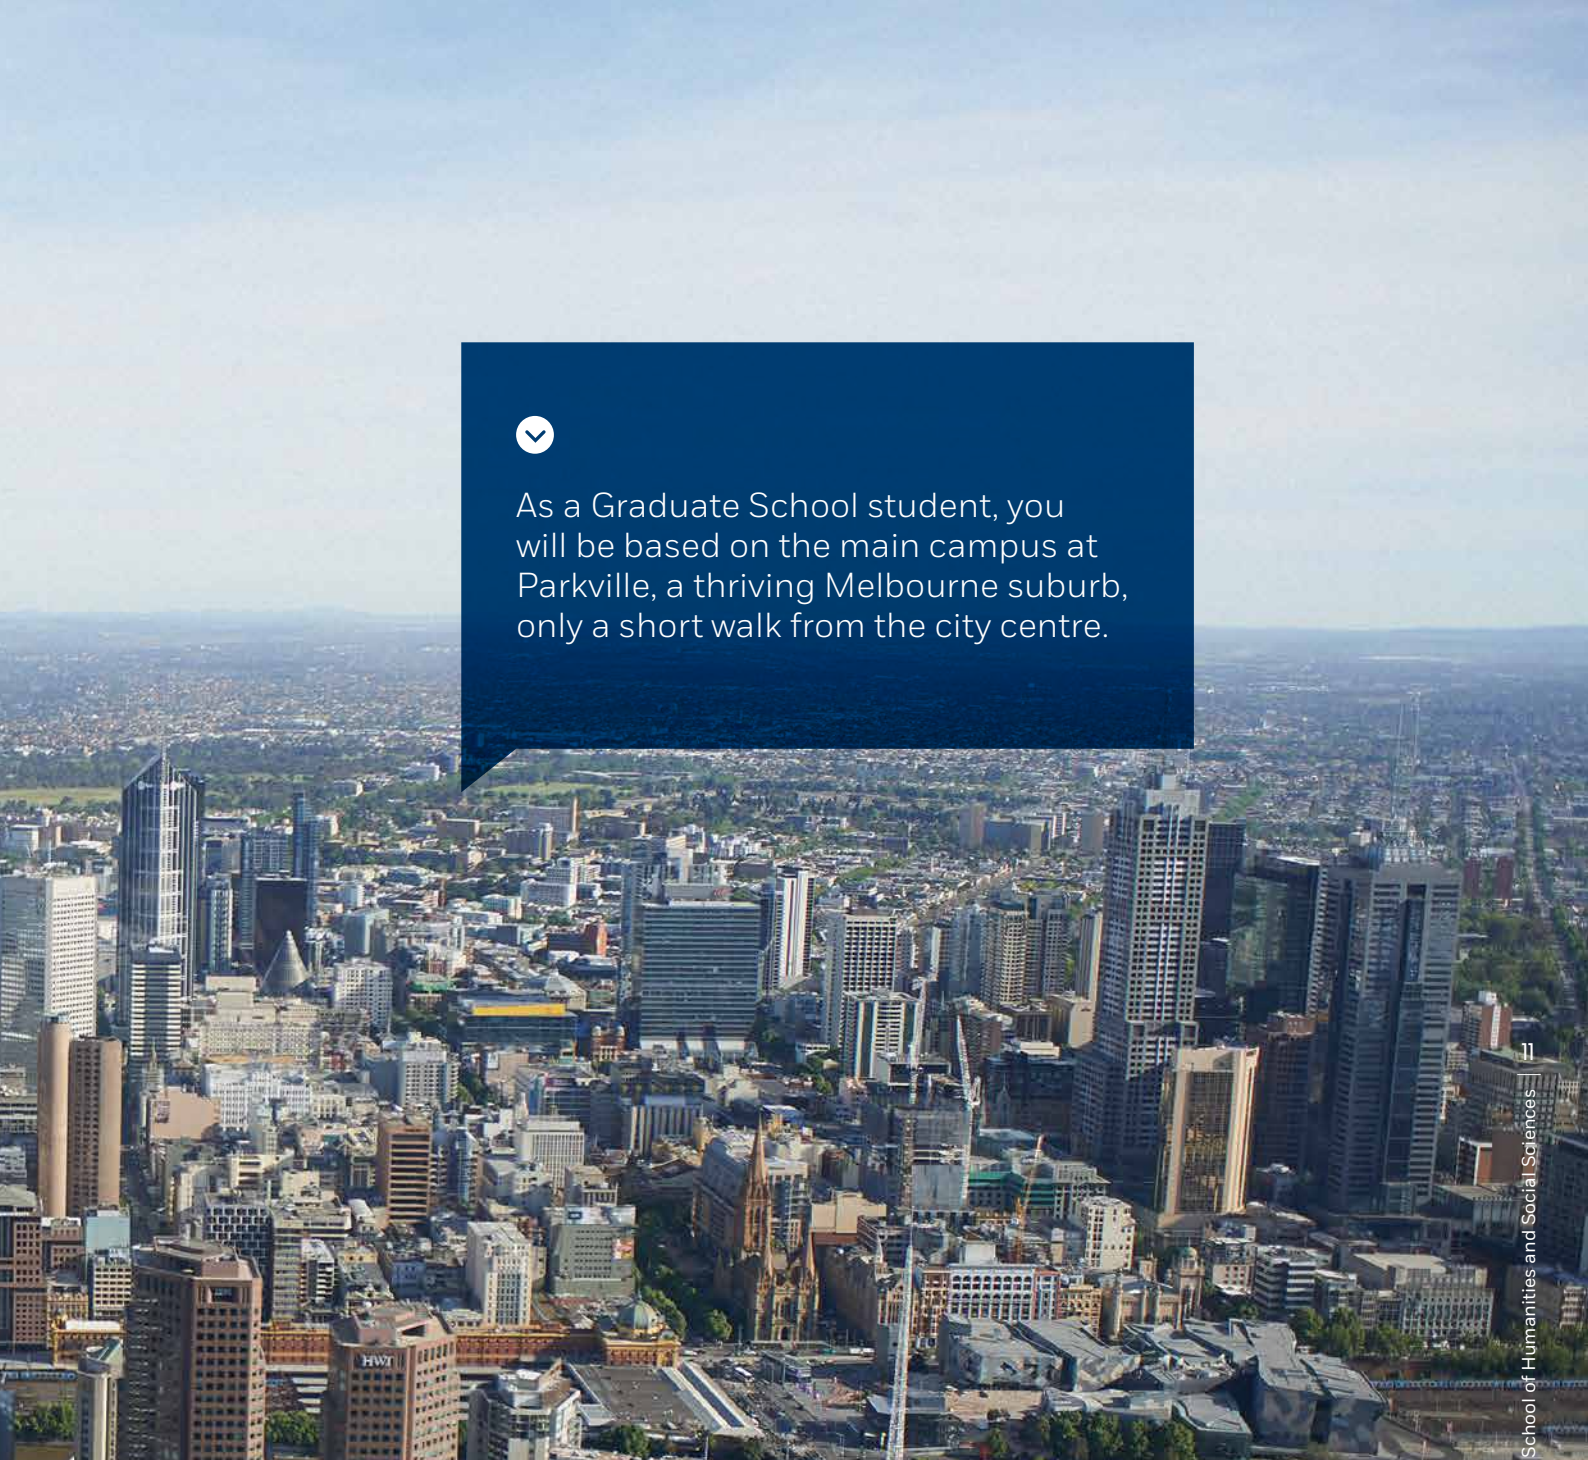 As a Graduate School student, you
will be based on the main campus at
Parkville, a thriving Melbourne suburb,
only a short walk from the city centre.
HWT
School of Humanities and Social Sciences | 11